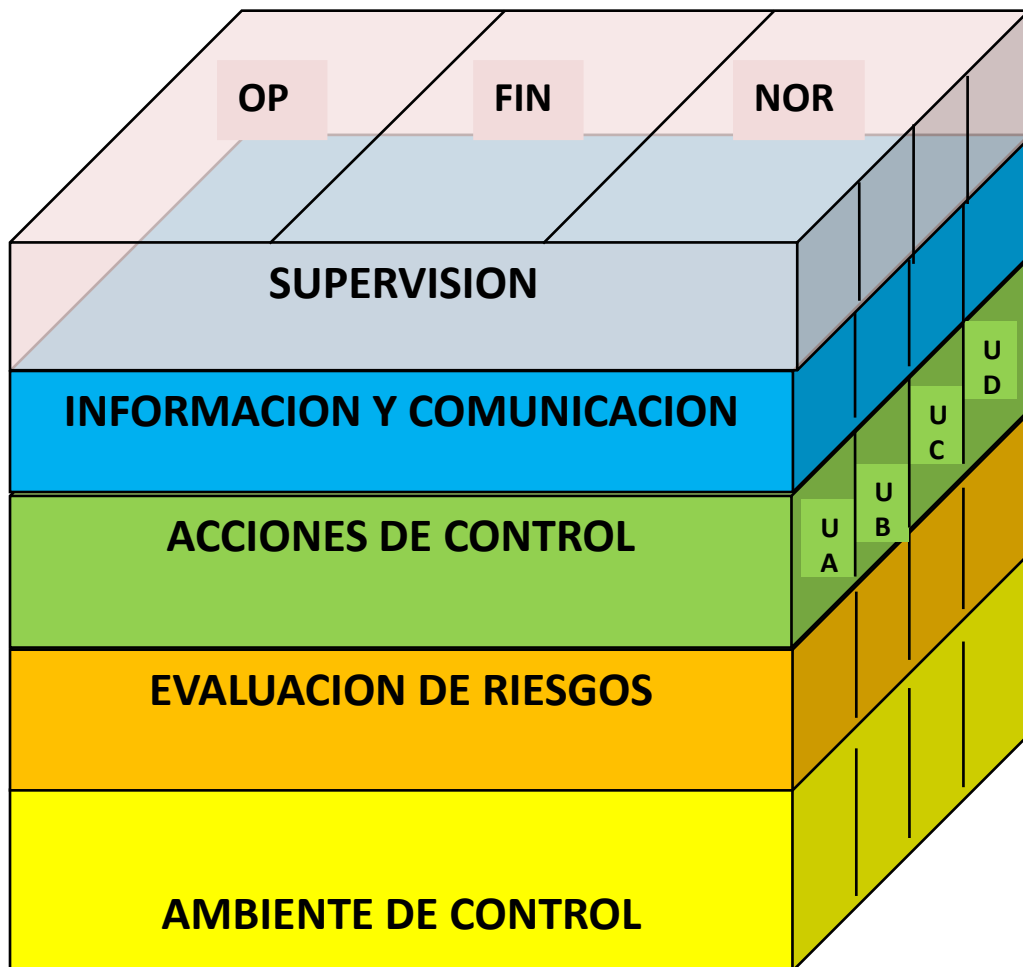 OP FIN NOR
SUPERVISION
INFORMACION Y COMUNICACION
ACCIONES DE CONTROL
EVALUACION DE RIESGOS
AMBIENTE DE CONTROL
U
A
U
B
U
C
U
D